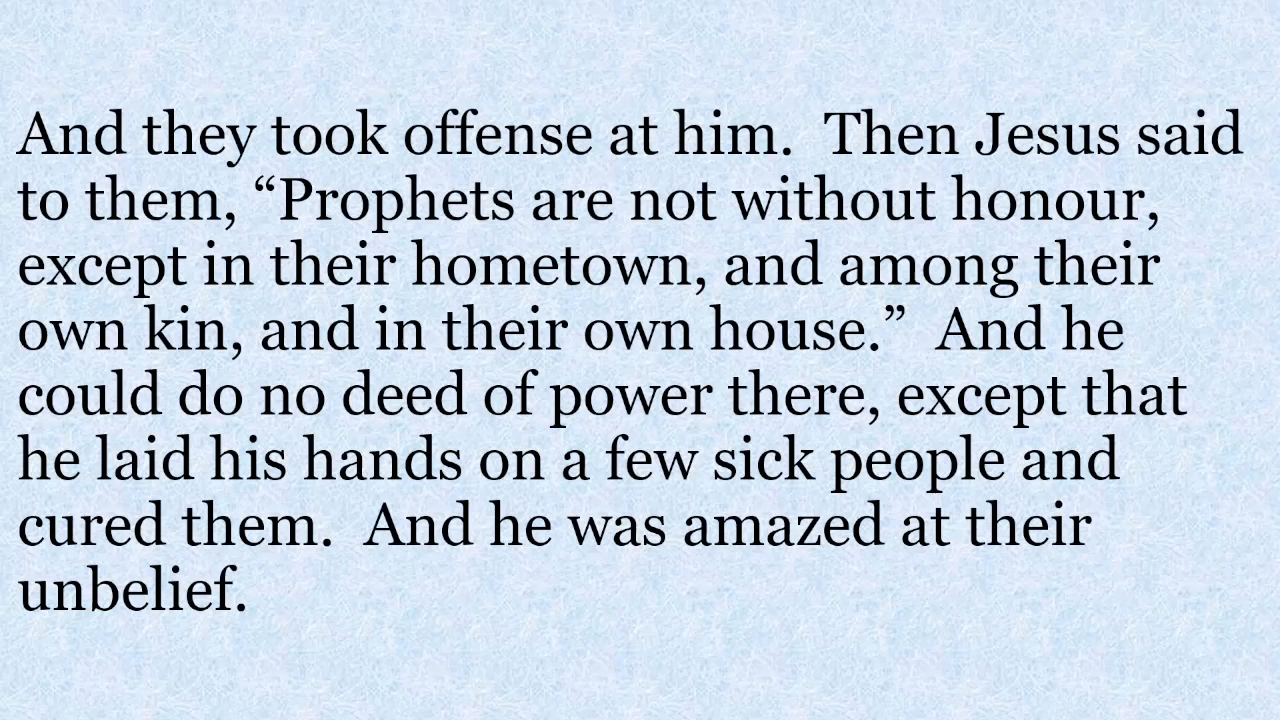 And they took offense at him.  Then Jesus said
to them, “Prophets are not without honour,
except in their hometown, and among their
own kin, and in their own house.”  And he
could do no deed of power there, except that
he laid his hands on a few sick people and
cured them.  And he was amazed at their
unbelief.